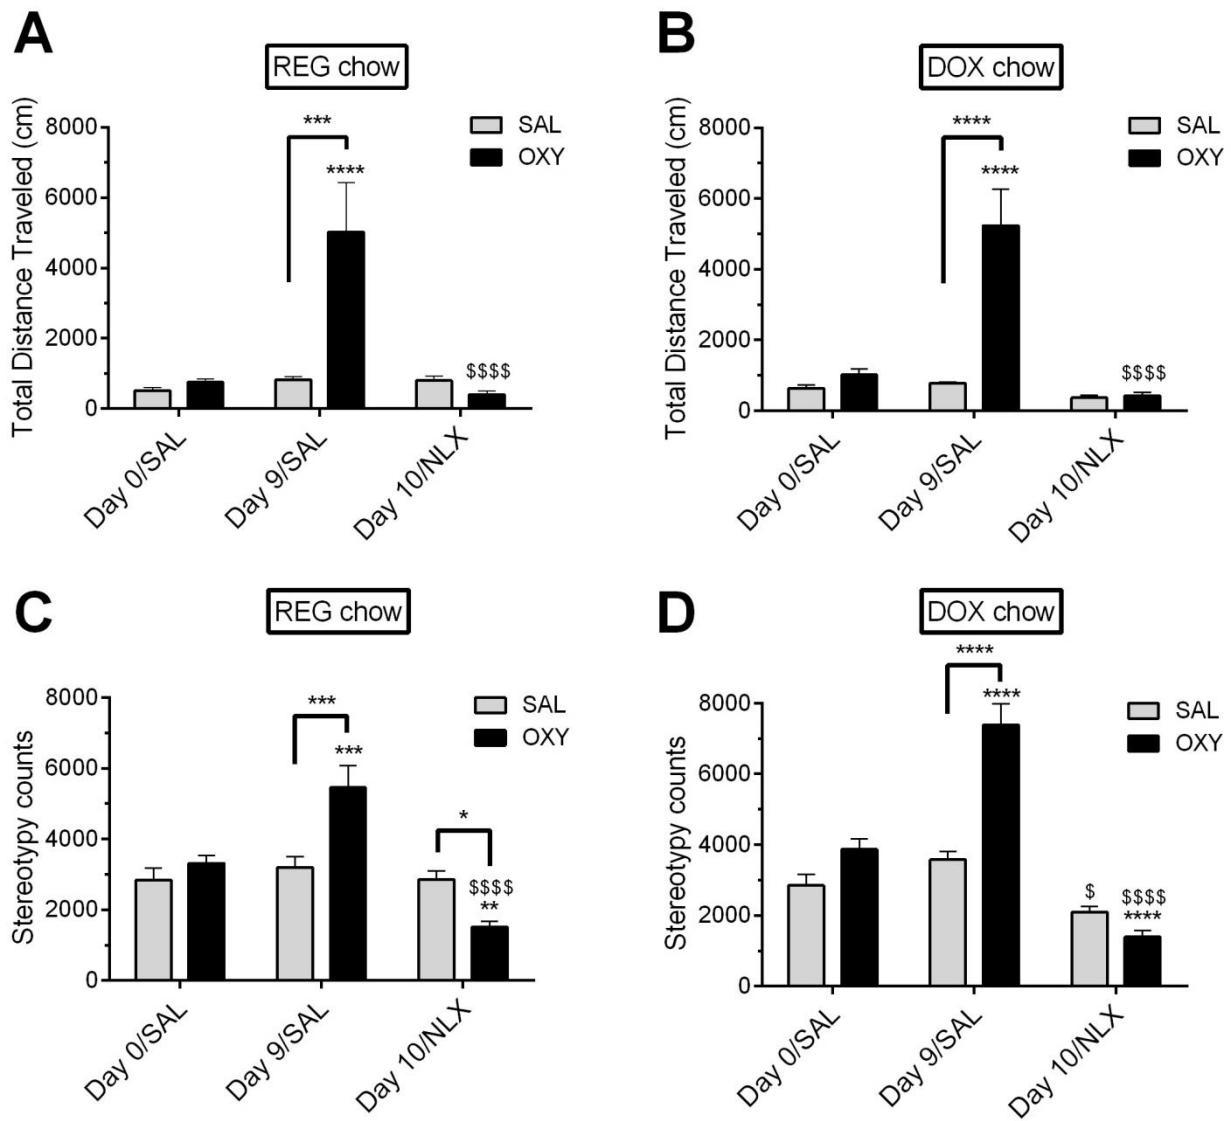 A
REG chow
Total Distance Traveled (cm)
8000
6000
4000
2000
0
***
****
$$$$
SAL
OXY
Day 0/SAL
Day 9/SAL
Day 10/NLX
B
DOX chow
Total Distance Traveled (cm)
8000
6000
4000
2000
0
****
****
$$$$
SAL
OXY
Day 0/SAL
Day 9/SAL
Day 10/NLX
C
REG chow
Stereotypy counts
8000
6000
4000
2000
0
***
***
*
$$$$
**
SAL
OXY
Day 0/SAL
Day 9/SAL
Day 10/NLX
D
DOX chow
Stereotypy counts
8000
6000
4000
2000
0
****
****
$
$$$$
****
SAL
OXY
Day 0/SAL
Day 9/SAL
Day 10/NLX